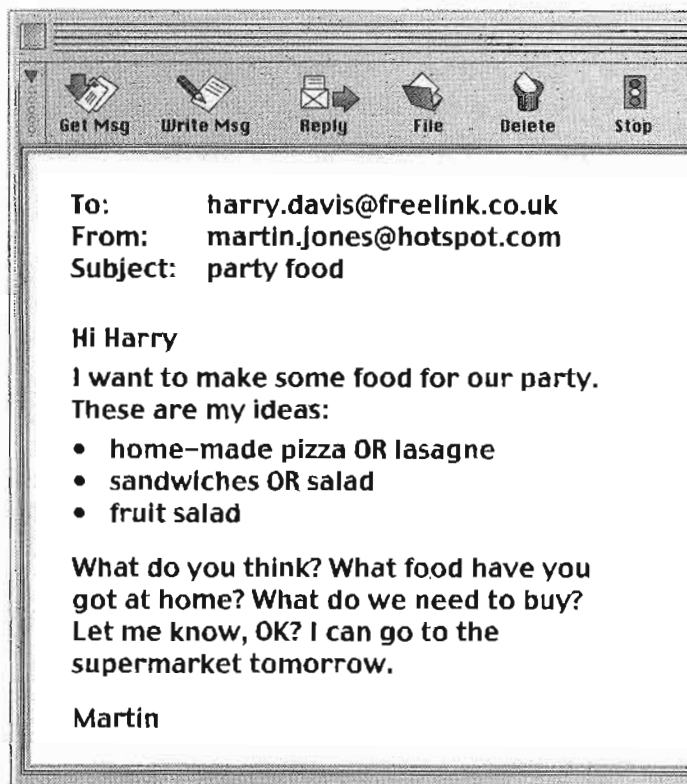 Get Msg Write Msg Reply File Delete Stop
To: harry.davis@freelink.co.uk
From: martin.jones@hotspot.com
Subject: party food
Hi Harry
I want to make some food for our party.
These are my ideas:
• home-made pizza OR lasagne
• sandwiches OR salad
• fruit salad
What do you think? What food have you
got at home? What do we need to buy?
Let me know, OK? I can go to the
supermarket tomorrow.
Martin